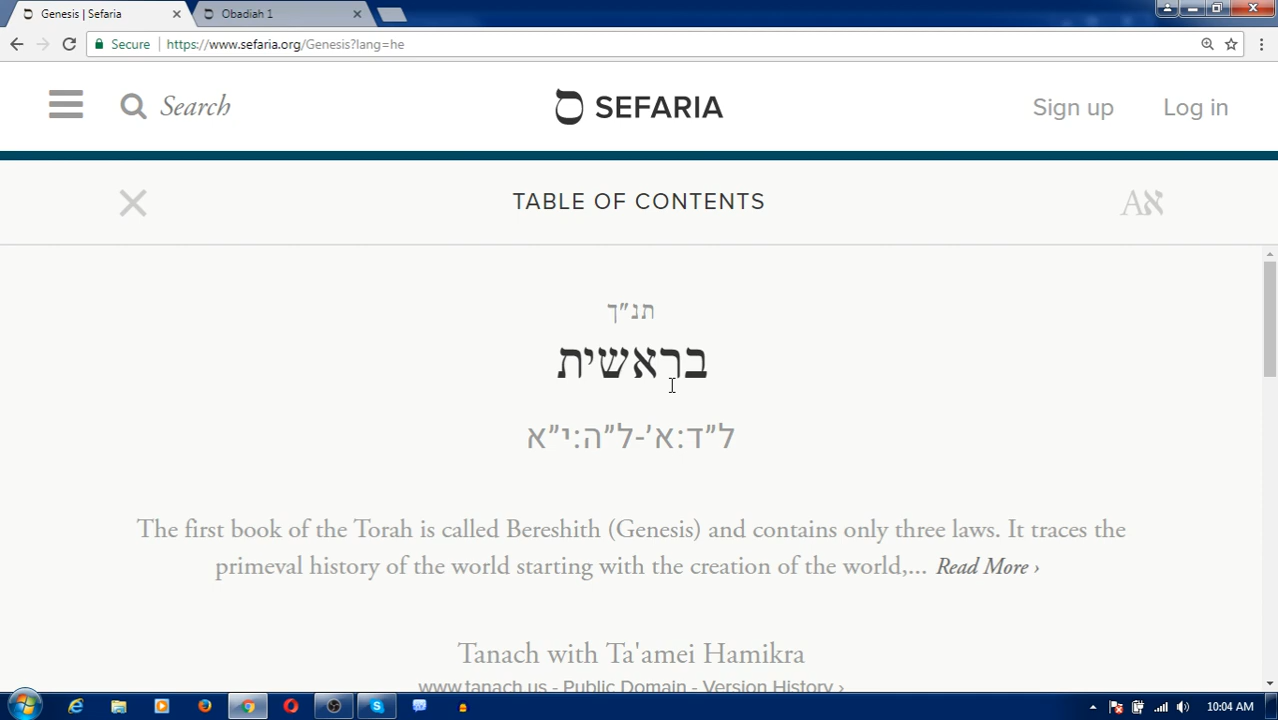 Genesis | Sefaria
Obadiah 1
Secure https://www.sefaria.org/Genesis?lang=he
Search
SEFARIA
Sign up
Log in
TABLE OF CONTENTS
Aא
תנ"ך
בראשית
ל"ד:א'-ל"ה:י"א
The first book of the Torah is called Bereshith (Genesis) and contains only three laws. It traces the
primeval history of the world starting with the creation of the world,... Read More ›
Tanach with Ta'amei Hamikra
www.tanach.us - Public Domain - Version History ›
10:04 AM